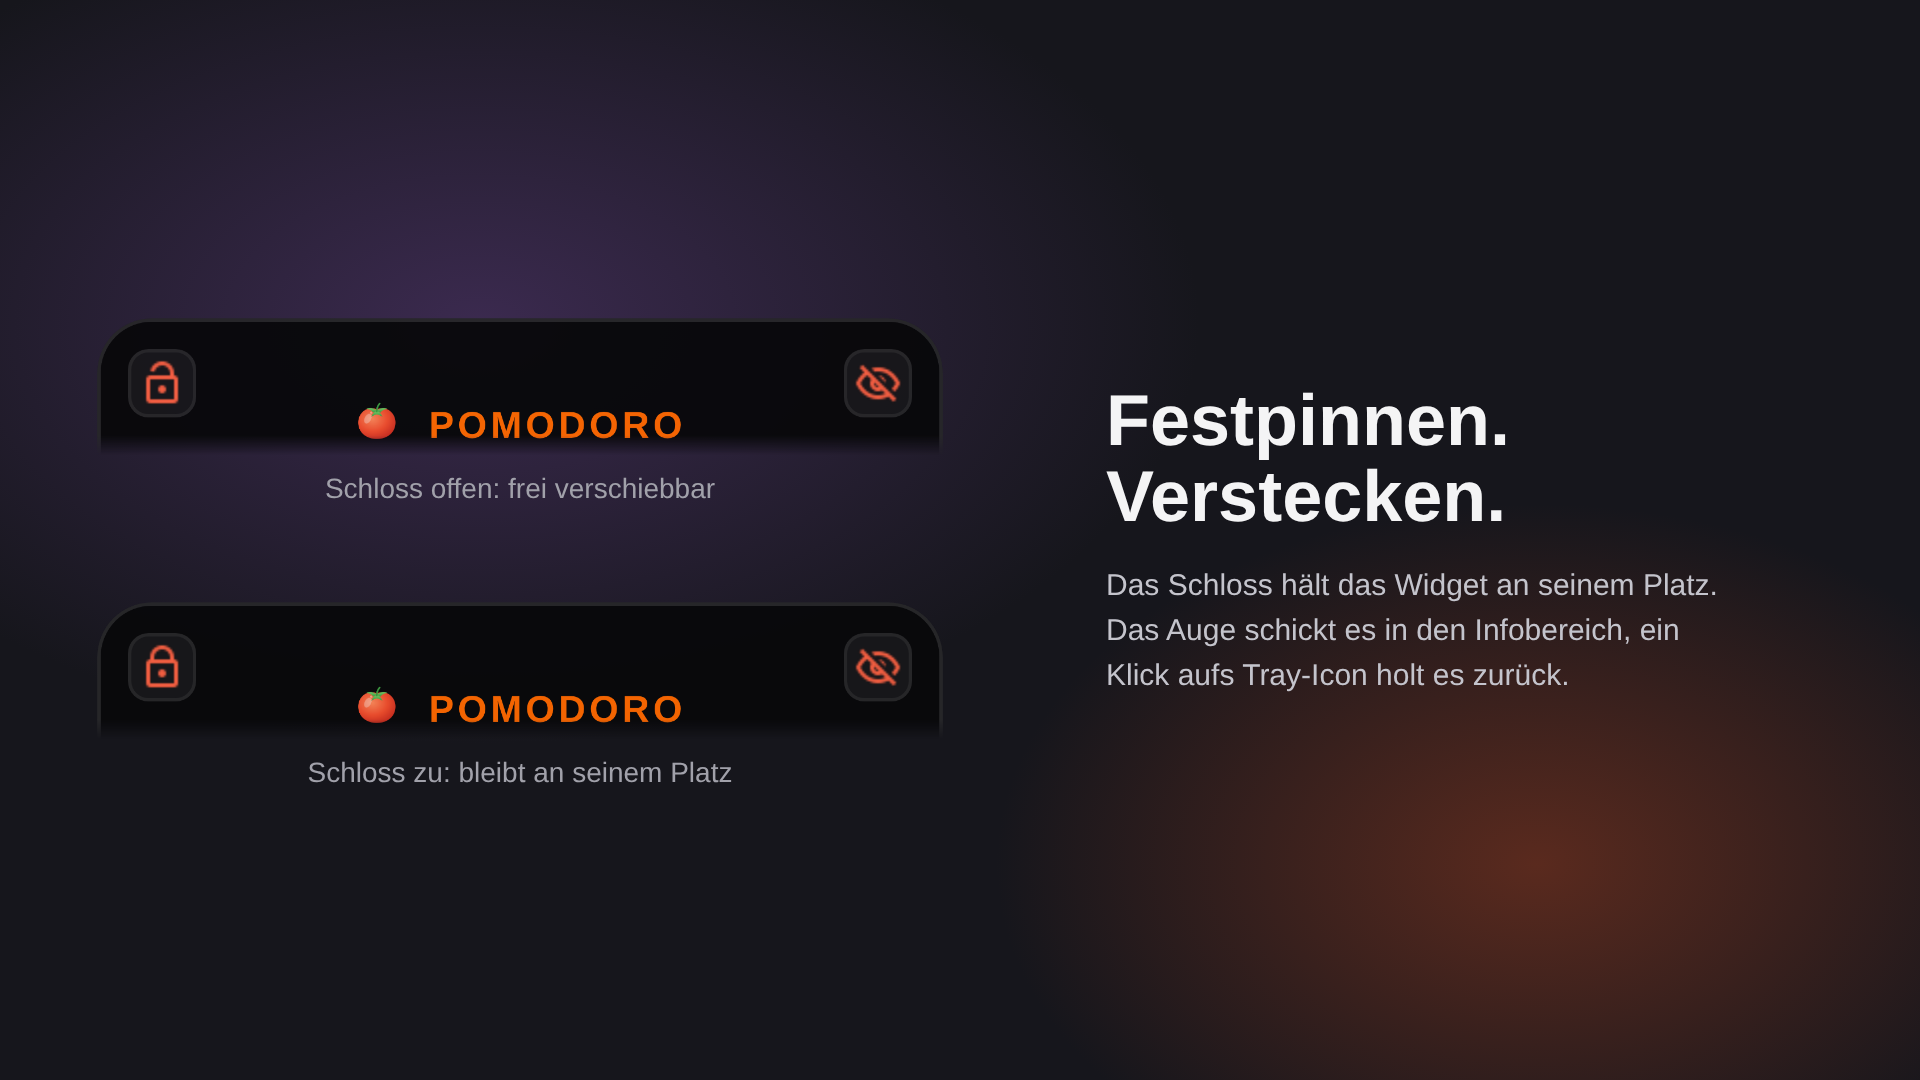 POMODORO
Schloss offen: frei verschiebbar
POMODORO
Schloss zu: bleibt an seinem Platz
Festpinnen.
Verstecken.
Das Schloss hält das Widget an seinem Platz.
Das Auge schickt es in den Infobereich, ein
Klick aufs Tray-Icon holt es zurück.